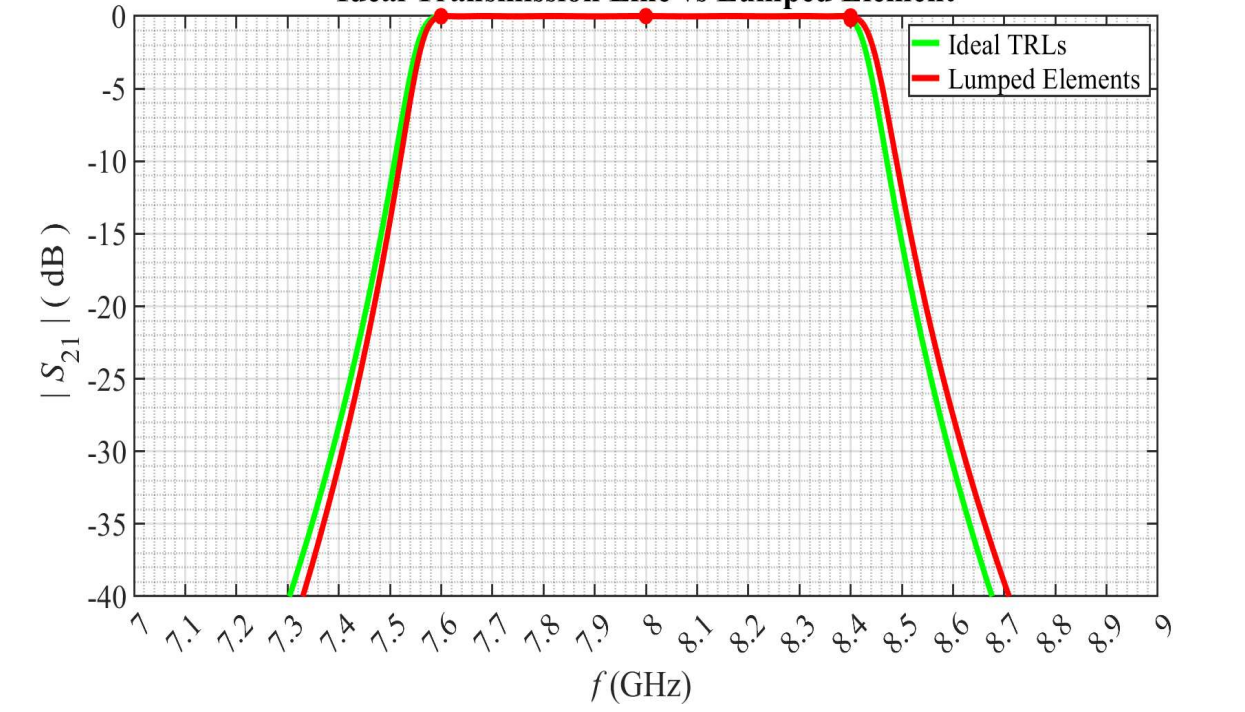 Ideal Transmission Line vs Lumped Element
0
-5
-10
-15
-20
-25
-30
-35
-40
| S21 | ( dB )
Ideal TRLs
Lumped Elements
7 7.1 7.2 7.3 7.4 7.5 7.6 7.7 7.8 7.9 8 8.1 8.2 8.3 8.4 8.5 8.6 8.7 8.8 8.9 9
f (GHz)